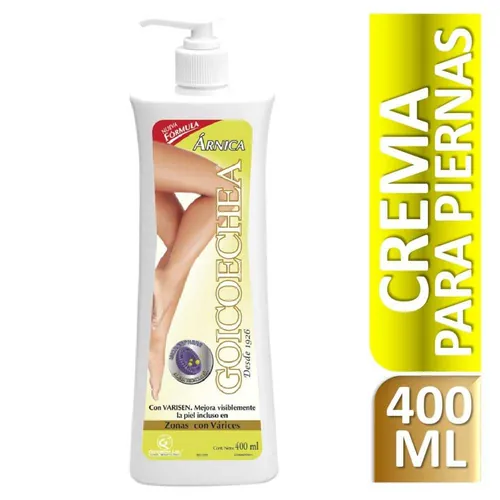 NUEVA
FÓRMULA
ÁRNICA
GOICOECHEA
Desde 1926
Con VARISEN. Mejora visiblemente
la piel incluso en
Zonas con Várices
Cont. Neto 400 ml
CREMA
PARA PIERNAS
400
ML